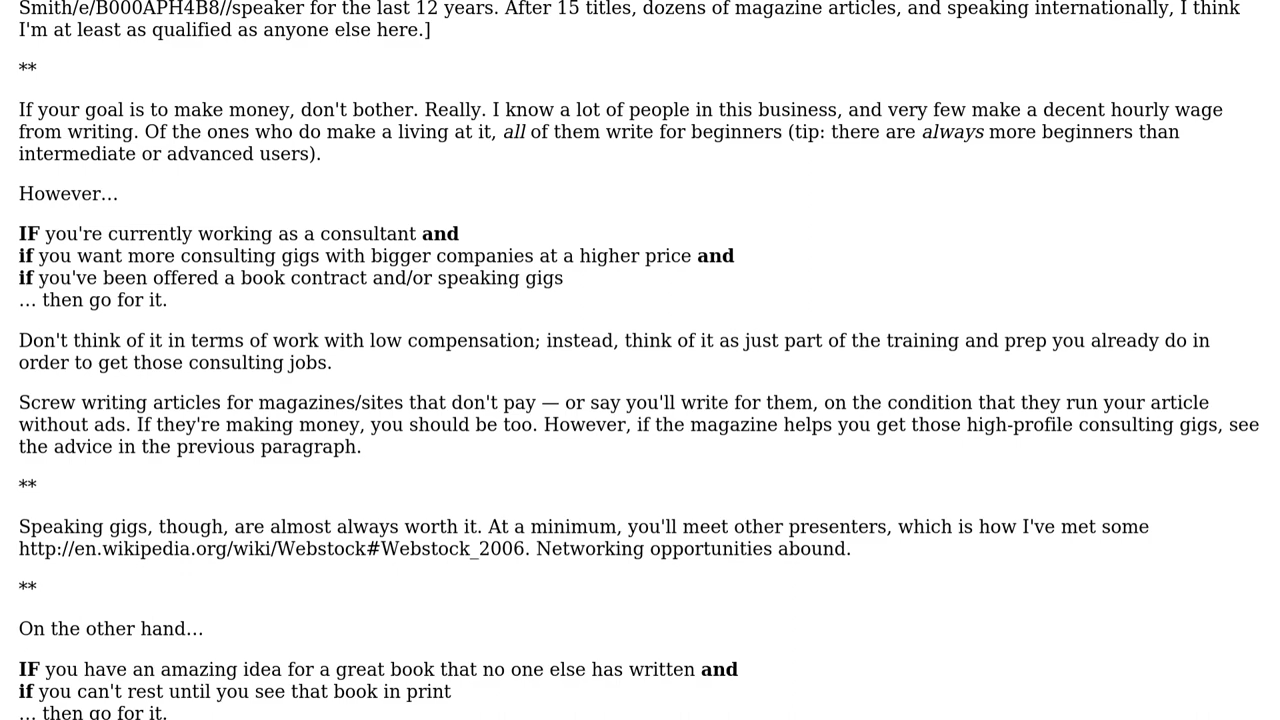 Smith/e/B000APH4B8//speaker for the last 12 years. After 15 titles, dozens of magazine articles, and speaking internationally, I think
I'm at least as qualified as anyone else here.]
**
If your goal is to make money, don't bother. Really. I know a lot of people in this business, and very few make a decent hourly wage
from writing. Of the ones who do make a living at it, all of them write for beginners (tip: there are always more beginners than
intermediate or advanced users).
However…
IF you're currently working as a consultant and
if you want more consulting gigs with bigger companies at a higher price and
if you've been offered a book contract and/or speaking gigs
… then go for it.
Don't think of it in terms of work with low compensation; instead, think of it as just part of the training and prep you already do in
order to get those consulting jobs.
Screw writing articles for magazines/sites that don't pay — or say you'll write for them, on the condition that they run your article
without ads. If they're making money, you should be too. However, if the magazine helps you get those high-profile consulting gigs, see
the advice in the previous paragraph.
**
Speaking gigs, though, are almost always worth it. At a minimum, you'll meet other presenters, which is how I've met some
http://en.wikipedia.org/wiki/Webstock#Webstock_2006. Networking opportunities abound.
**
On the other hand…
IF you have an amazing idea for a great book that no one else has written and
if you can't rest until you see that book in print
… then go for it.